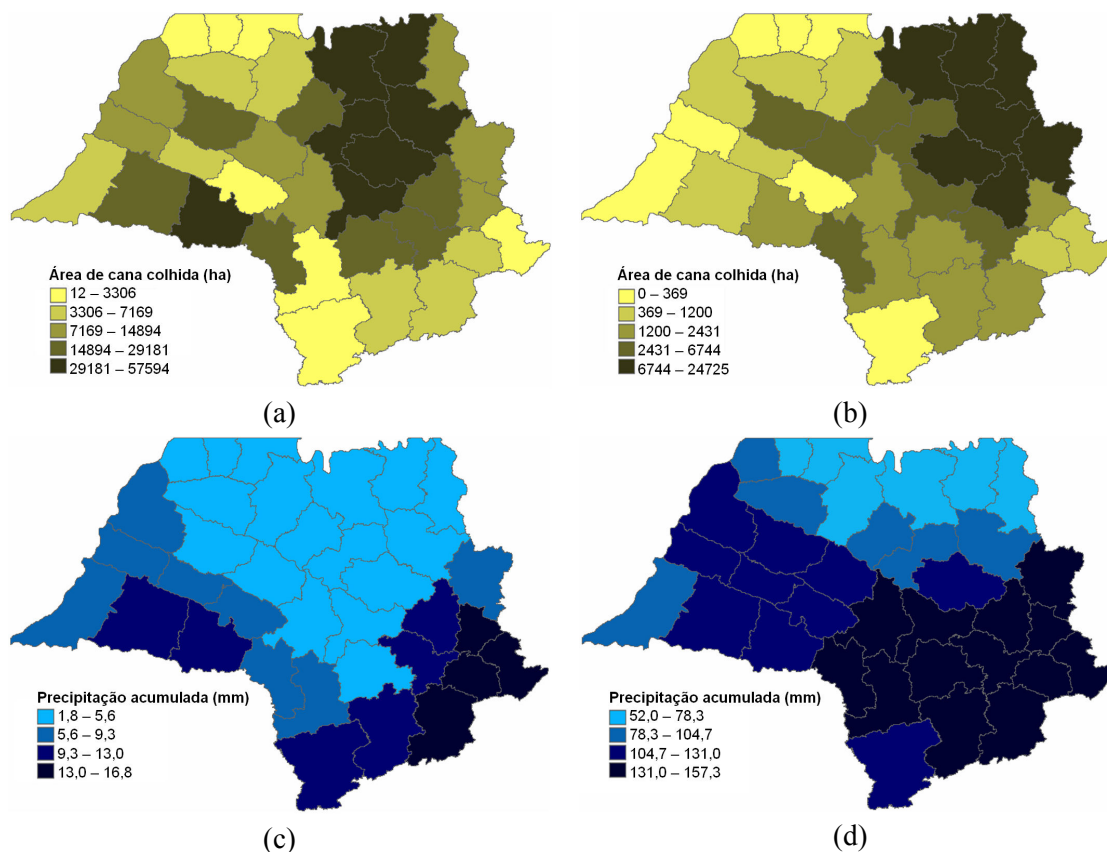 Área de cana colhida (ha)
12 – 3306
3306 – 7169
7169 – 14894
14894 – 29181
29181 – 57594
(a)
Área de cana colhida (ha)
0 – 369
369 – 1200
1200 – 2431
2431 – 6744
6744 – 24725
(b)
Precipitação acumulada (mm)
1,8 – 5,6
5,6 – 9,3
9,3 – 13,0
13,0 – 16,8
(c)
Precipitação acumulada (mm)
52,0 – 78,3
78,3 – 104,7
104,7 – 131,0
131,0 – 157,3
(d)